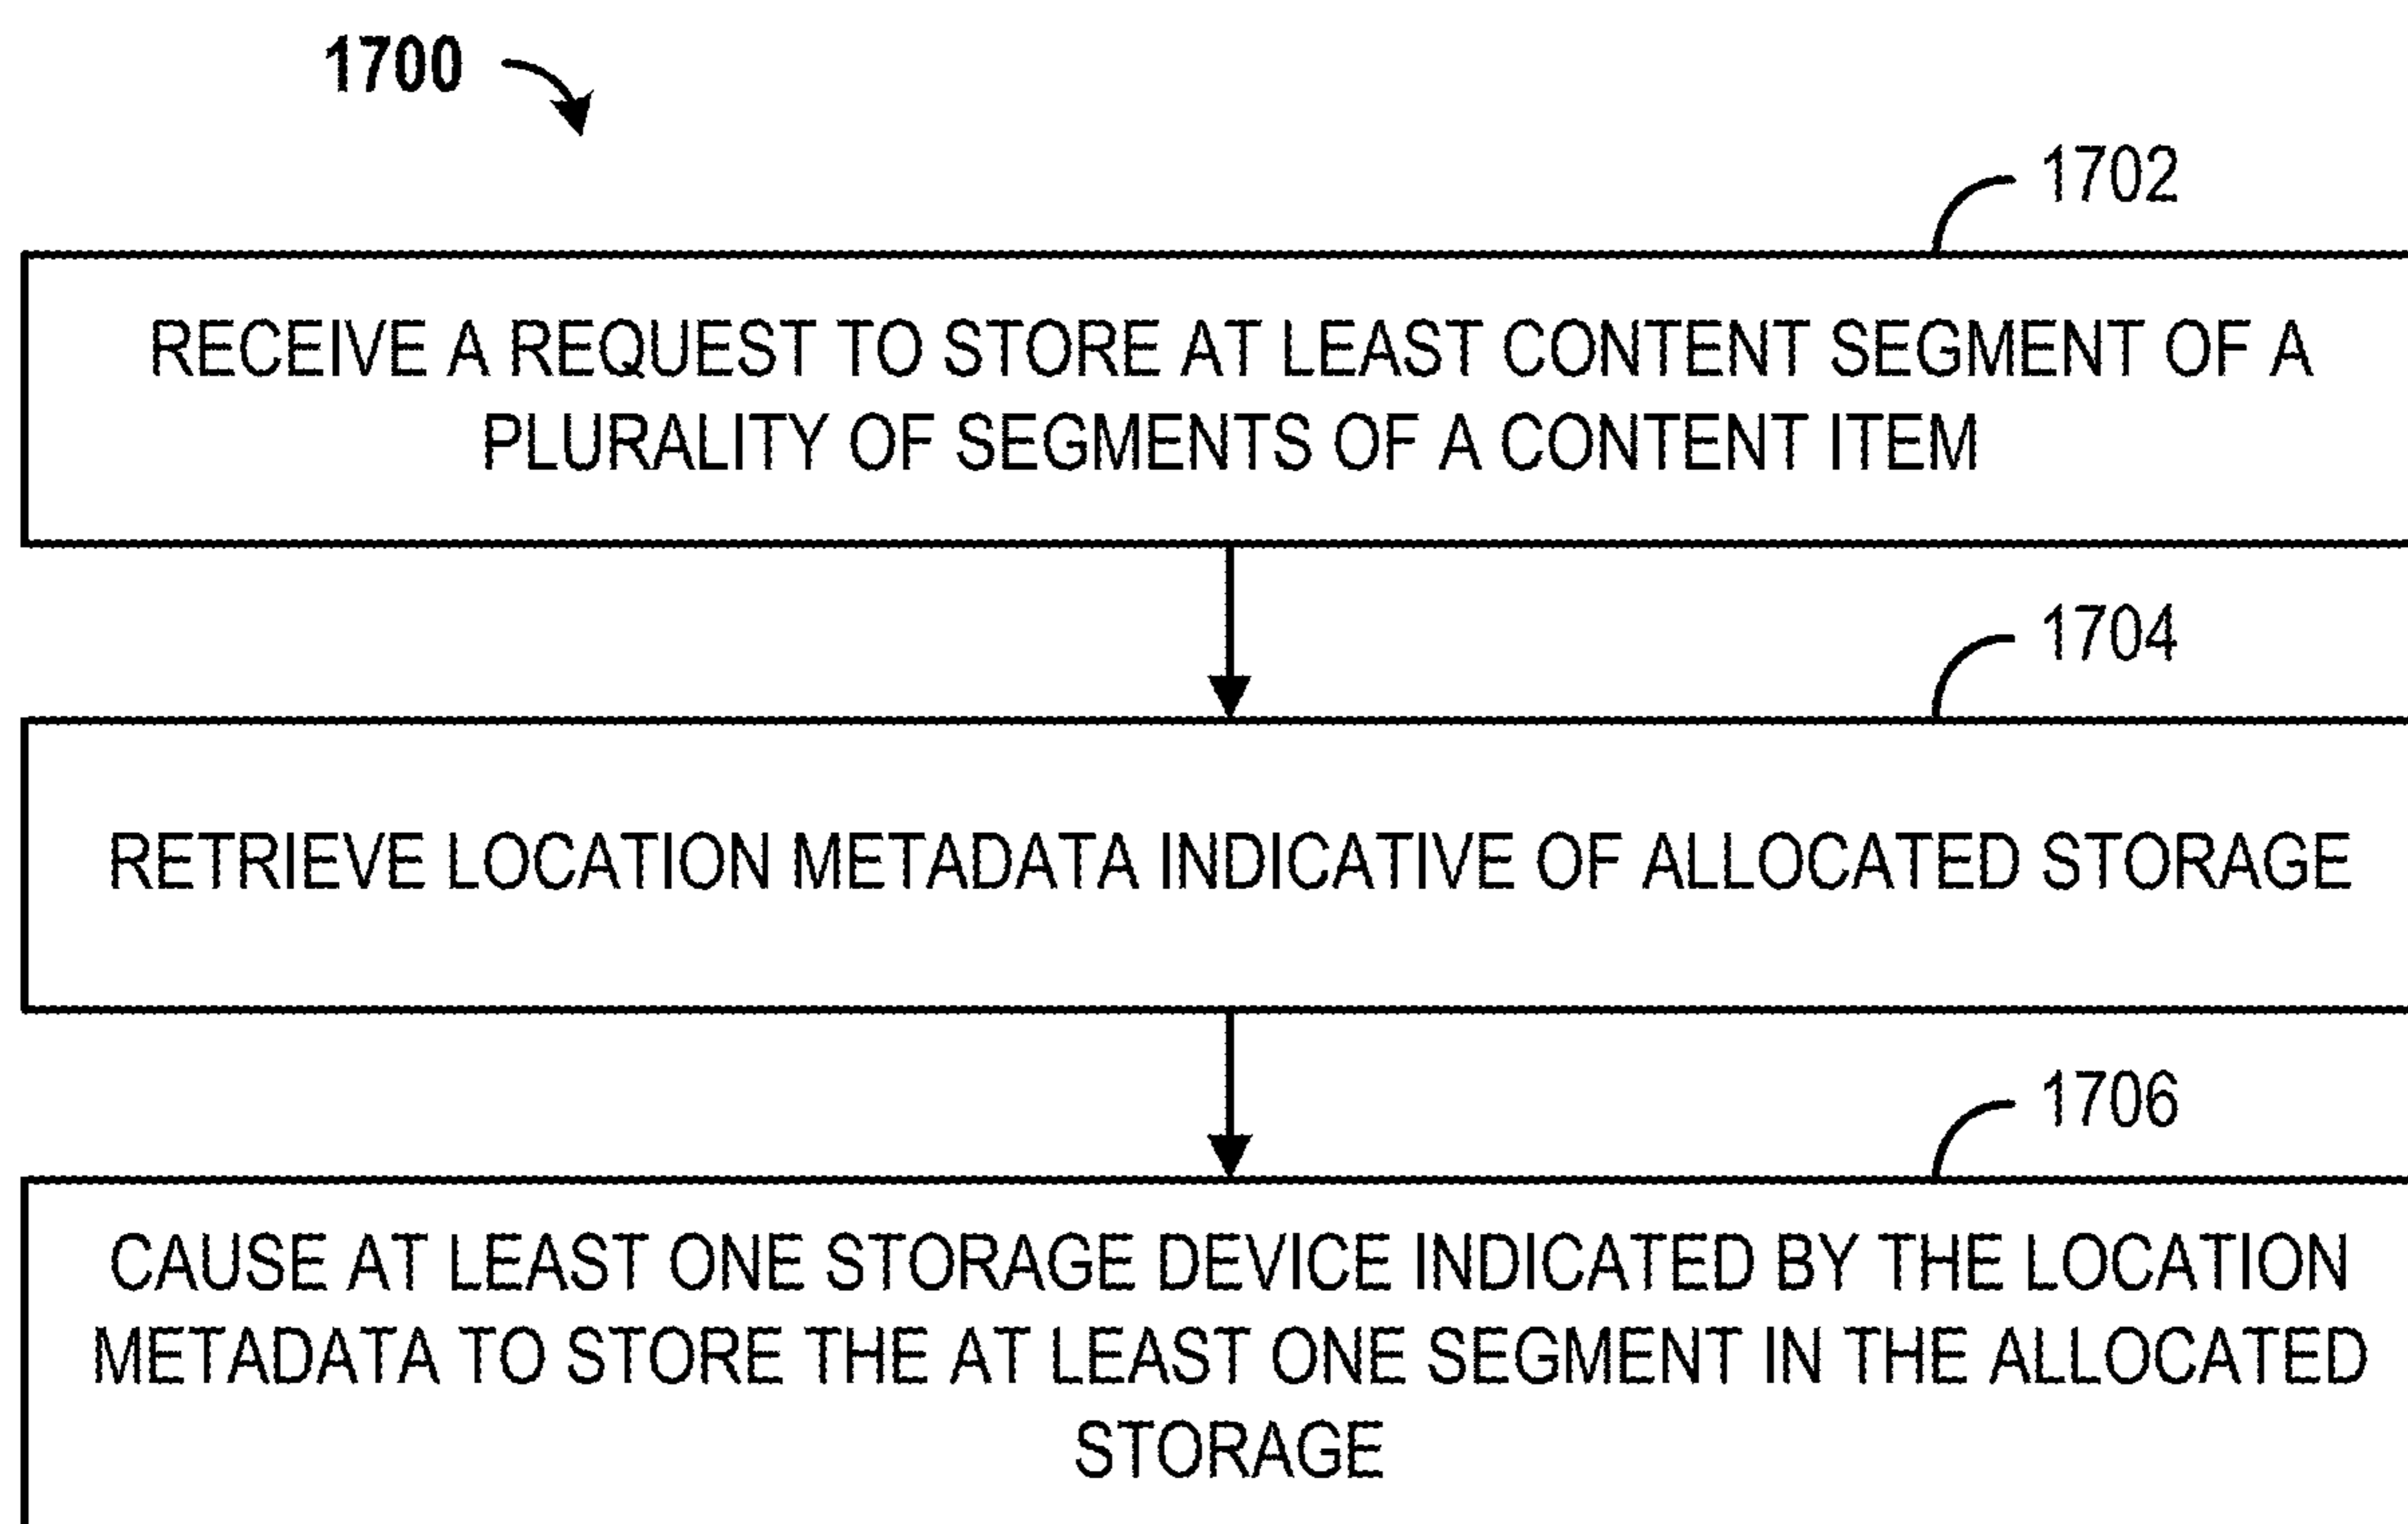 1700
1702
RECEIVE A REQUEST TO STORE AT LEAST CONTENT SEGMENT OF A
PLURALITY OF SEGMENTS OF A CONTENT ITEM
1704
RETRIEVE LOCATION METADATA INDICATIVE OF ALLOCATED STORAGE
1706
CAUSE AT LEAST ONE STORAGE DEVICE INDICATED BY THE LOCATION
METADATA TO STORE THE AT LEAST ONE SEGMENT IN THE ALLOCATED
STORAGE